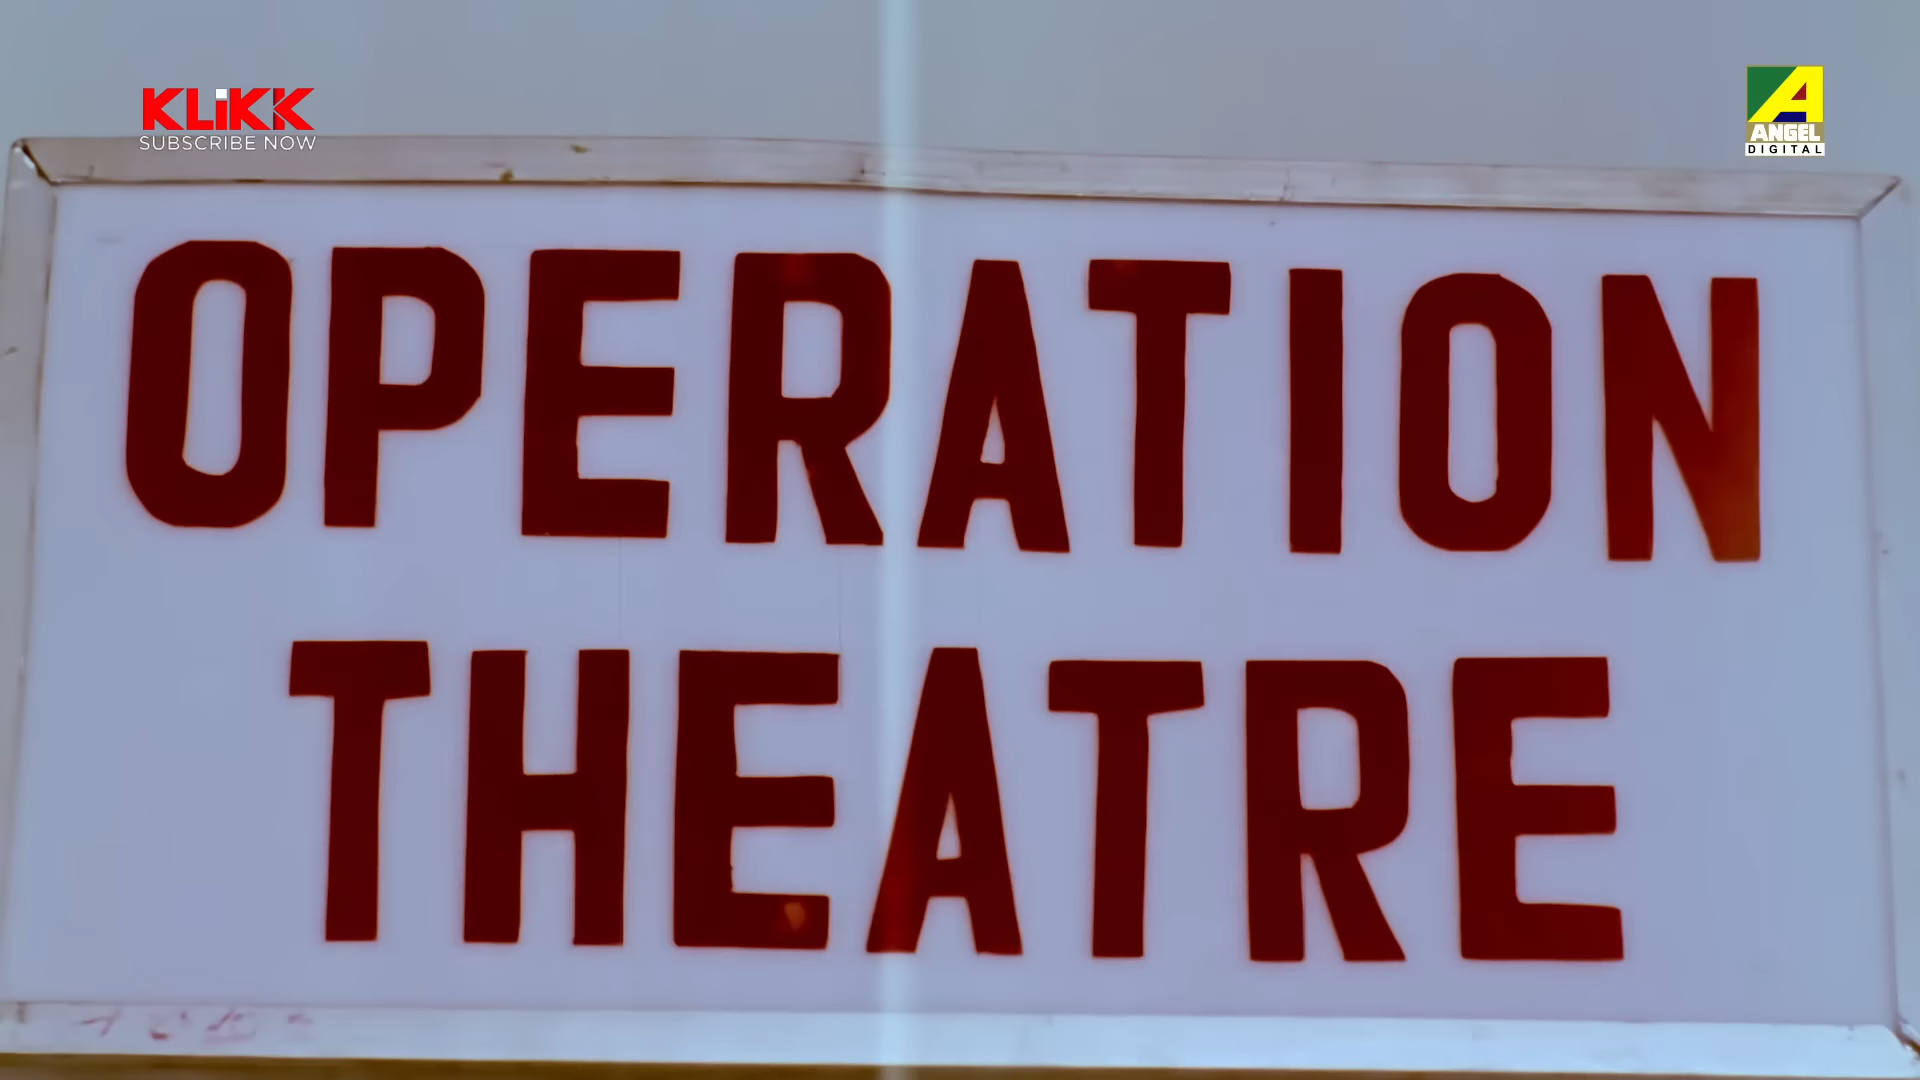 KLiKK
SUBSCRIBE NOW
A
ANGEL
DIGITAL
OPERATION
THEATRE